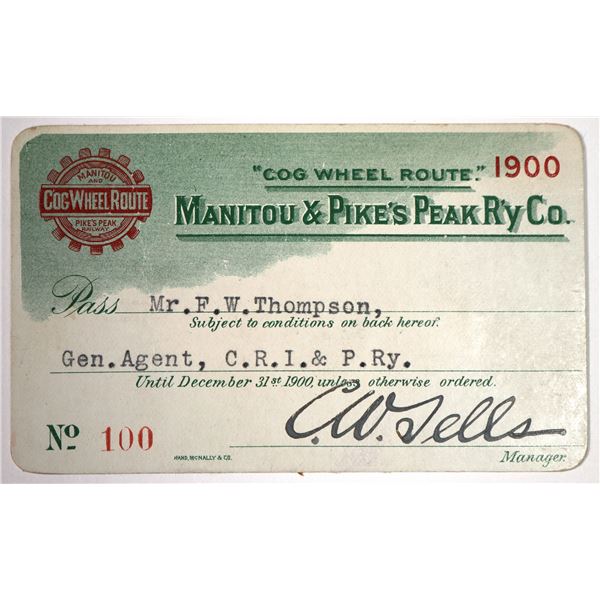 MANITOU
AND
COG WHEEL ROUTE
PIKE'S PEAK
RAILWAY
"COG WHEEL ROUTE." 1900
MANITOU & PIKE'S PEAK R'Y CO.
Pass Mr.F.W.Thompson,
Subject to conditions on back hereof.
Gen.Agent, C.R.I.& P.Ry.
Until December 31st 1900, unless otherwise ordered.
No 100
C.W. Sells
RAND, McNALLY & CO.
Manager.